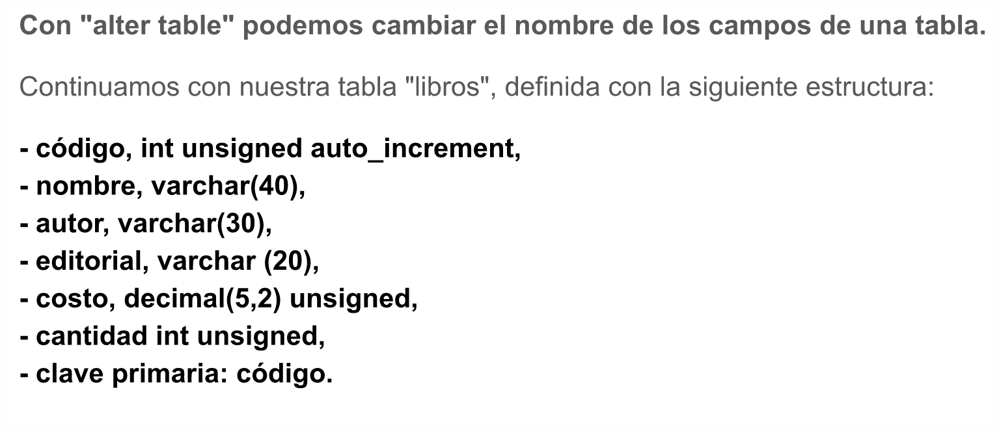 Con "alter table" podemos cambiar el nombre de los campos de una tabla.
Continuamos con nuestra tabla "libros", definida con la siguiente estructura:
- código, int unsigned auto_increment,
- nombre, varchar(40),
- autor, varchar(30),
- editorial, varchar (20),
- costo, decimal(5,2) unsigned,
- cantidad int unsigned,
- clave primaria: código.